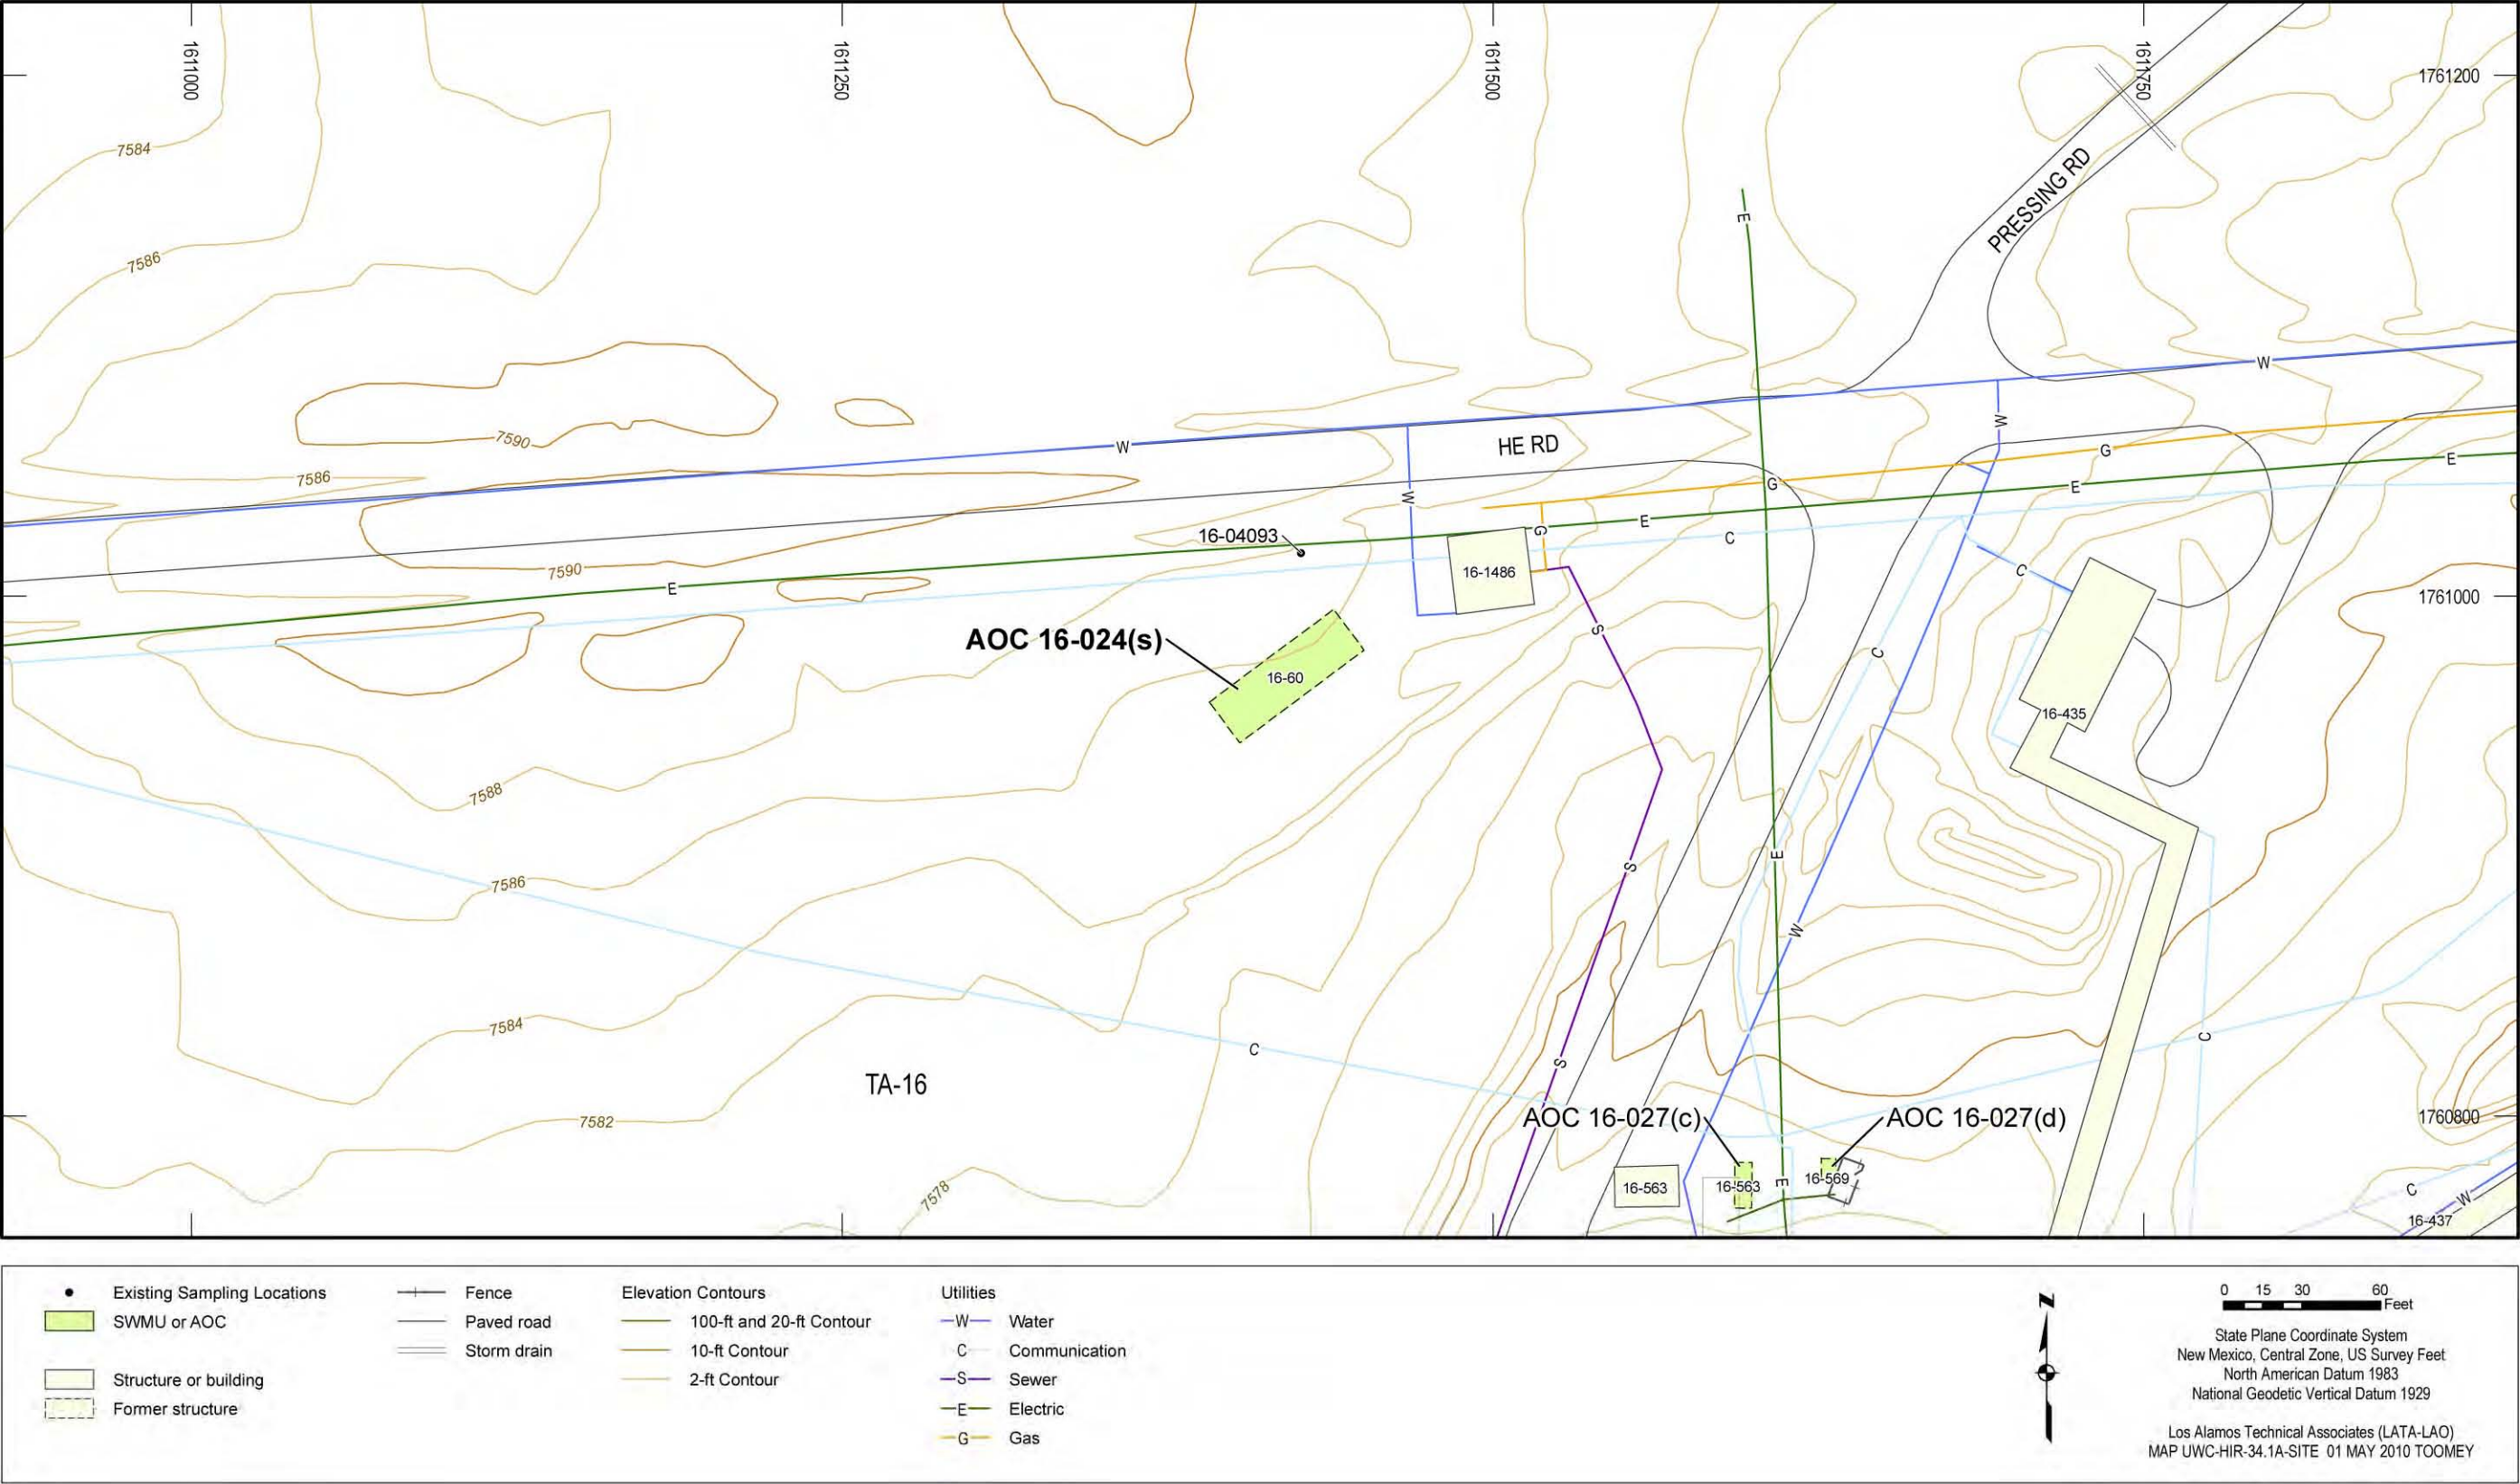 1611000
1611250
1611500
1611750
1761200
7584
PRESSING RD
E
7586
W
W
7590
W
HE RD
G
E
7586
W
G
E
E
16-04093
G
C
7590
16-1486
C
E
1761000
S
AOC 16-024(s)
C
16-60
16-435
7588
E
S
7586
W
7584
C
C
S
TA-16
7582
AOC 16-027(c)
AOC 16-027(d)
1760800
16-563
16-563
E
16-569
7578
C
W
16-437
Existing Sampling Locations
SWMU or AOC
Structure or building
Former structure
Fence
Paved road
Storm drain
Elevation Contours
100-ft and 20-ft Contour
10-ft Contour
2-ft Contour
Utilities
W Water
C Communication
S Sewer
E Electric
G Gas
N
0 15 30 60
Feet
State Plane Coordinate System
New Mexico, Central Zone, US Survey Feet
North American Datum 1983
National Geodetic Vertical Datum 1929
Los Alamos Technical Associates (LATA-LAO)
MAP UWC-HIR-34.1A-SITE 01 MAY 2010 TOOMEY